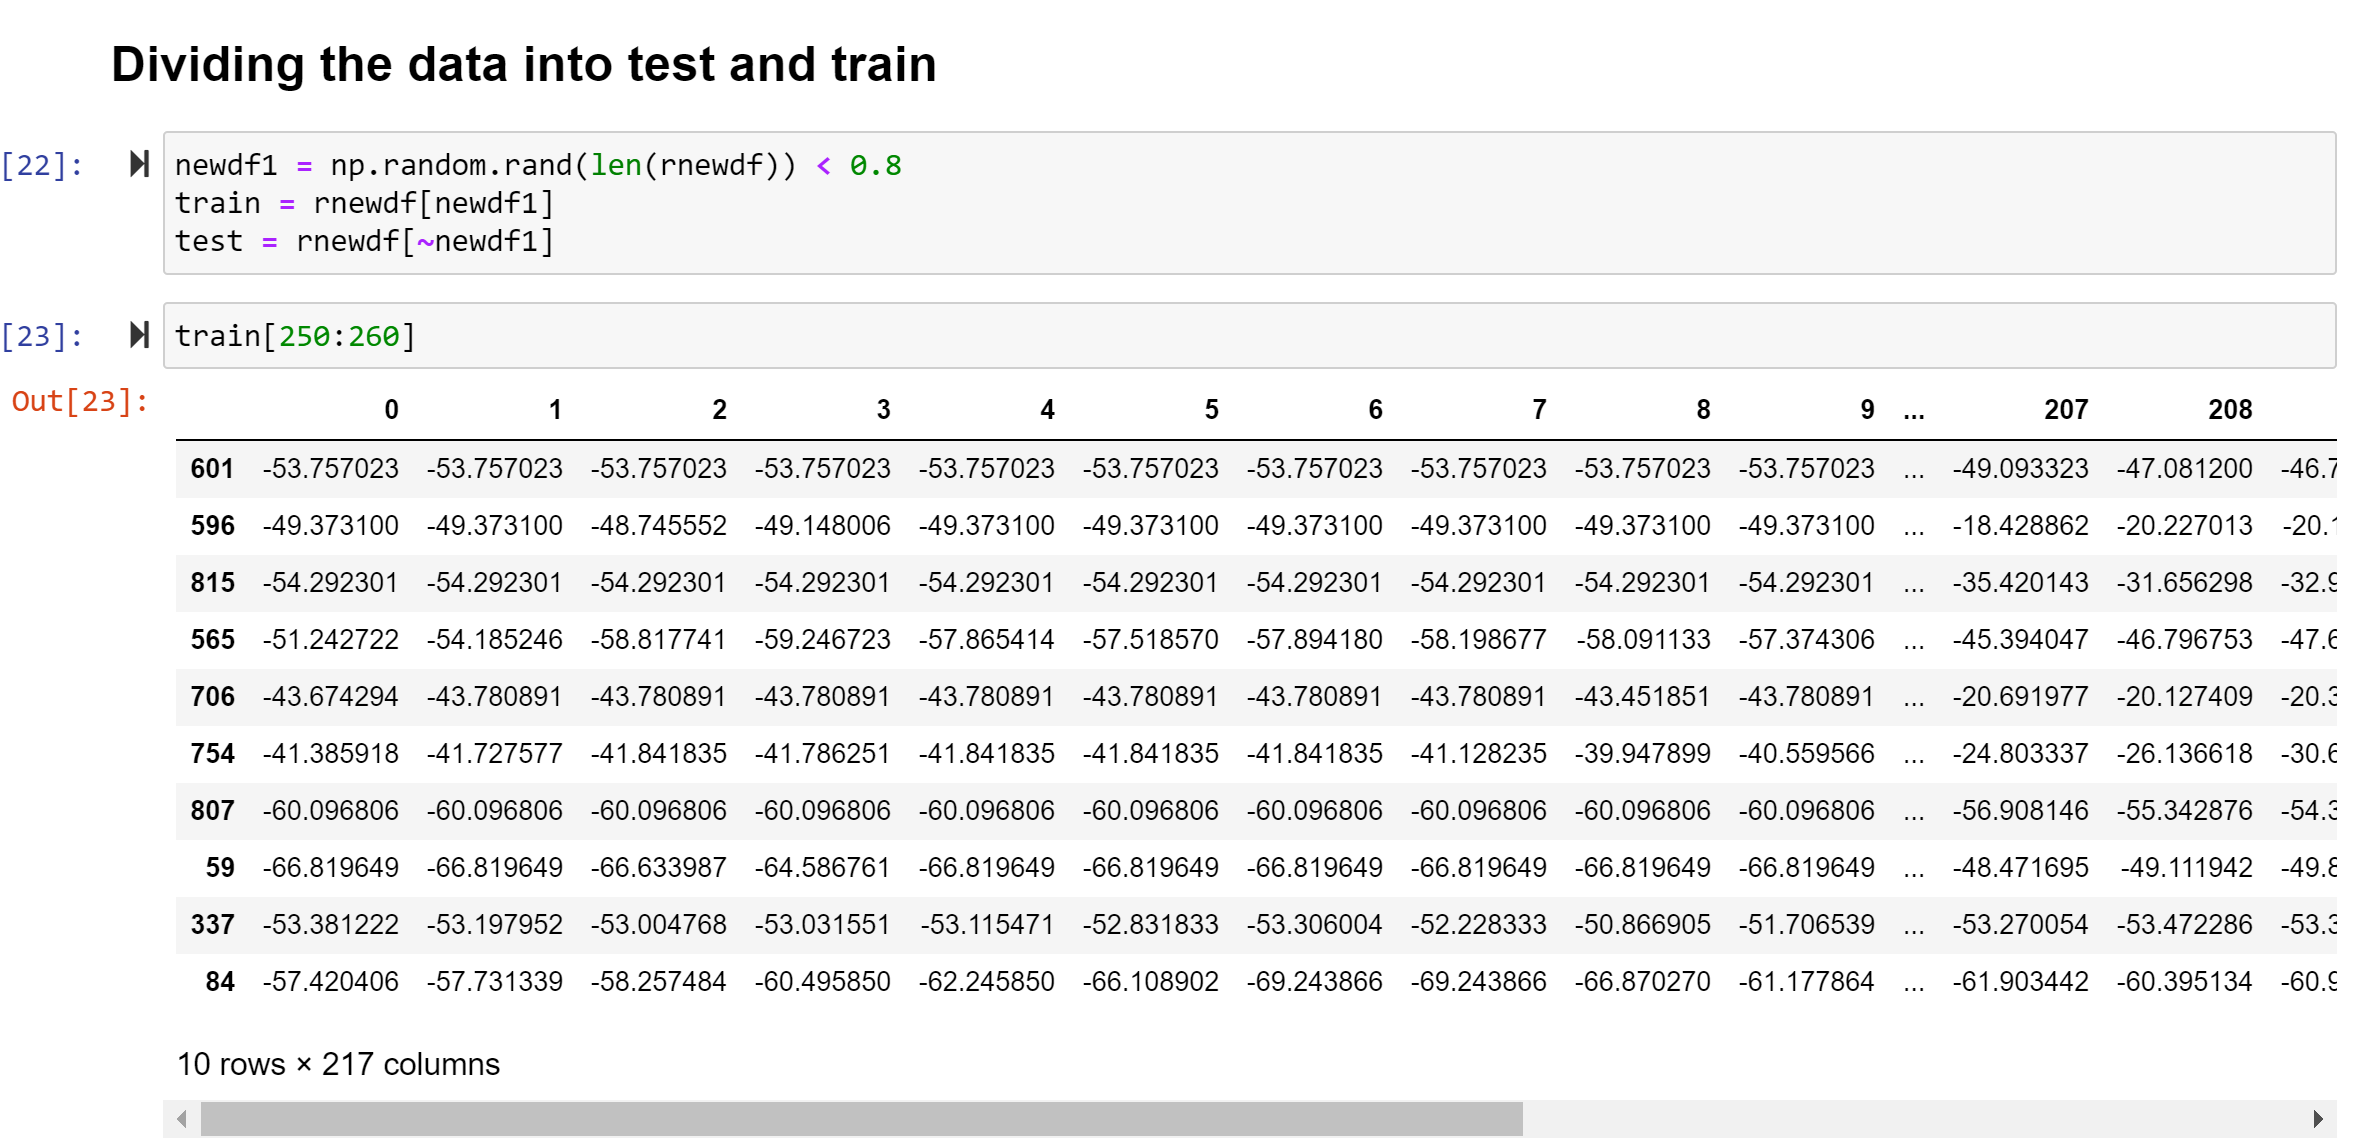 Dividing the data into test and train
[22]: newdf1 = np.random.rand(len(rnewdf)) < 0.8
train = rnewdf[newdf1]
test = rnewdf[~newdf1]
[23]: train[250:260]
Out[23]:
0 1 2 3 4 5 6 7 8 9 ... 207 208
601 -53.757023 -53.757023 -53.757023 -53.757023 -53.757023 -53.757023 -53.757023 -53.757023 -53.757023 -53.757023 ... -49.093323 -47.081200 -46.7
596 -49.373100 -49.373100 -48.745552 -49.148006 -49.373100 -49.373100 -49.373100 -49.373100 -49.373100 -49.373100 ... -18.428862 -20.227013 -20.1
815 -54.292301 -54.292301 -54.292301 -54.292301 -54.292301 -54.292301 -54.292301 -54.292301 -54.292301 -54.292301 ... -35.420143 -31.656298 -32.9
565 -51.242722 -54.185246 -58.817741 -59.246723 -57.865414 -57.518570 -57.894180 -58.198677 -58.091133 -57.374306 ... -45.394047 -46.796753 -47.6
706 -43.674294 -43.780891 -43.780891 -43.780891 -43.780891 -43.780891 -43.780891 -43.780891 -43.451851 -43.780891 ... -20.691977 -20.127409 -20.3
754 -41.385918 -41.727577 -41.841835 -41.786251 -41.841835 -41.841835 -41.841835 -41.128235 -39.947899 -40.559566 ... -24.803337 -26.136618 -30.6
807 -60.096806 -60.096806 -60.096806 -60.096806 -60.096806 -60.096806 -60.096806 -60.096806 -60.096806 -60.096806 ... -56.908146 -55.342876 -54.3
59 -66.819649 -66.819649 -66.633987 -64.586761 -66.819649 -66.819649 -66.819649 -66.819649 -66.819649 -66.819649 ... -48.471695 -49.111942 -49.8
337 -53.381222 -53.197952 -53.004768 -53.031551 -53.115471 -52.831833 -53.306004 -52.228333 -50.866905 -51.706539 ... -53.270054 -53.472286 -53.3
84 -57.420406 -57.731339 -58.257484 -60.495850 -62.245850 -66.108902 -69.243866 -69.243866 -66.870270 -61.177864 ... -61.903442 -60.395134 -60.9
10 rows × 217 columns